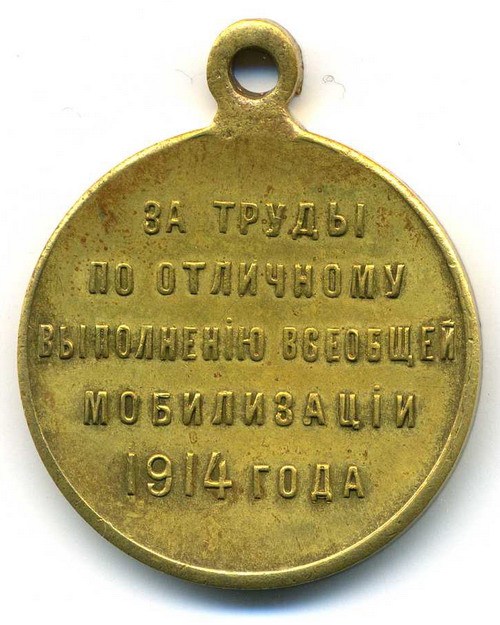 ЗА ТРУДЫ
ПО ОТЛИЧНОМУ
ВЫПОЛНЕНІЮ ВСЕОБЩЕЙ
МОБИЛИЗАЦІИ
1914 ГОДА